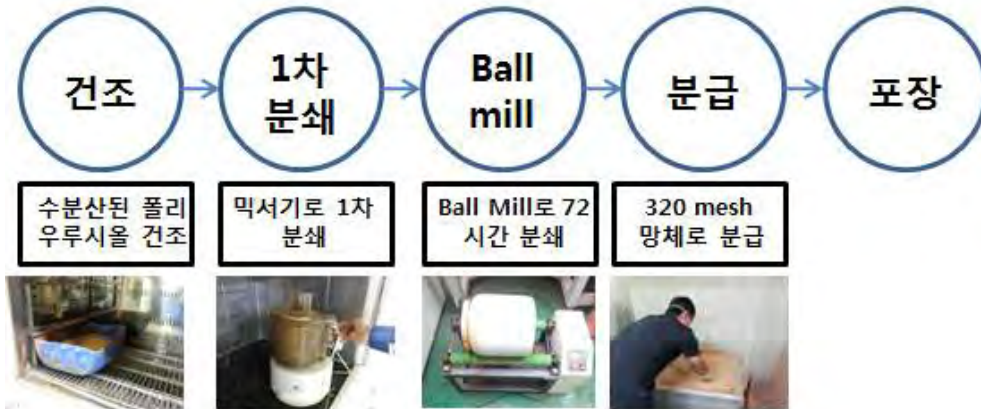 건조
1차
분쇄
Ball
mill
분급
포장
수분산된 폴리
우루시올 건조
믹서기로 1차
분쇄
Ball Mill로 72
시간 분쇄
320 mesh
망체로 분급